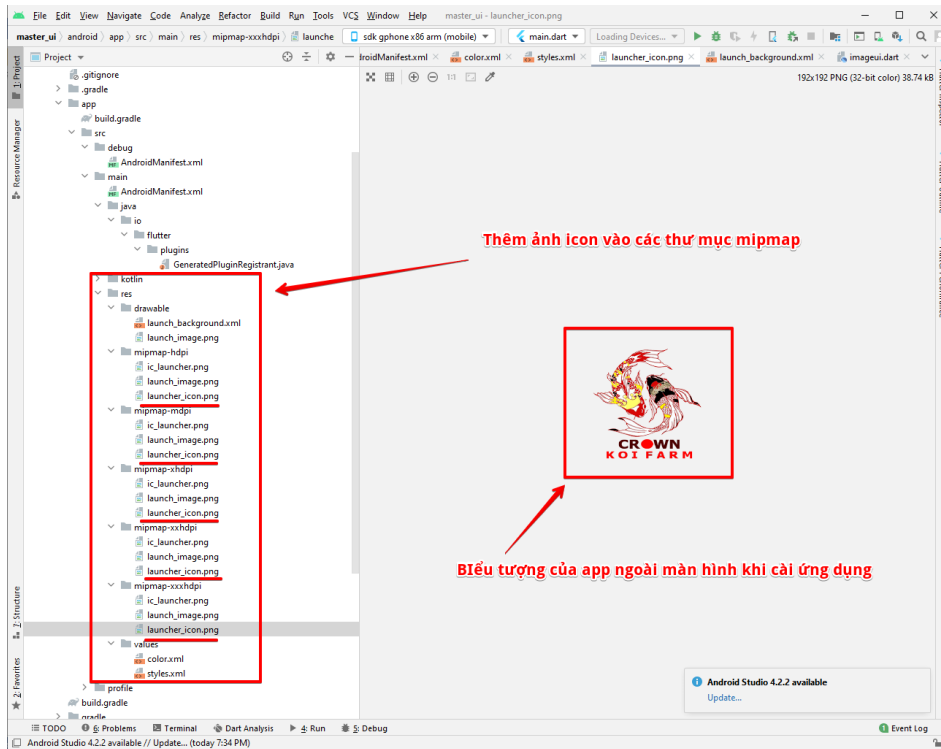 File Edit View Navigate Code Analyze Refactor Build Run Tools VCS Window Help master_ui - launcher_icon.png
master_ui android app src main res mipmap-xxxhdpi launche sdk gphone x86 arm (mobile) main.dart Loading Devices...
Project droidManifest.xml color.xml styles.xml launcher_icon.png launch_background.xml imageui.dart
192x192 PNG (32-bit color) 38.74 kB
1: Project
Resource Manager
7: Structure
2: Favorites
.gitignore
.gradle
app
build.gradle
src
debug
AndroidManifest.xml
main
AndroidManifest.xml
java
io
flutter
plugins
GeneratedPluginRegistrant.java
kotlin
res
drawable
launch_background.xml
launch_image.png
mipmap-hdpi
ic_launcher.png
launch_image.png
launcher_icon.png
mipmap-mdpi
ic_launcher.png
launch_image.png
launcher_icon.png
mipmap-xhdpi
ic_launcher.png
launch_image.png
launcher_icon.png
mipmap-xxhdpi
ic_launcher.png
launch_image.png
launcher_icon.png
mipmap-xxxhdpi
ic_launcher.png
launch_image.png
launcher_icon.png
values
color.xml
styles.xml
profile
build.gradle
gradle
Thêm ảnh icon vào các thư mục mipmap
CROWN
KOI FARM
BIểu tượng của app ngoài màn hình khi cài ứng dụng
Android Studio 4.2.2 available
Update...
TODO 6: Problems Terminal Dart Analysis 4: Run 5: Debug Event Log
Android Studio 4.2.2 available // Update... (today 7:34 PM)